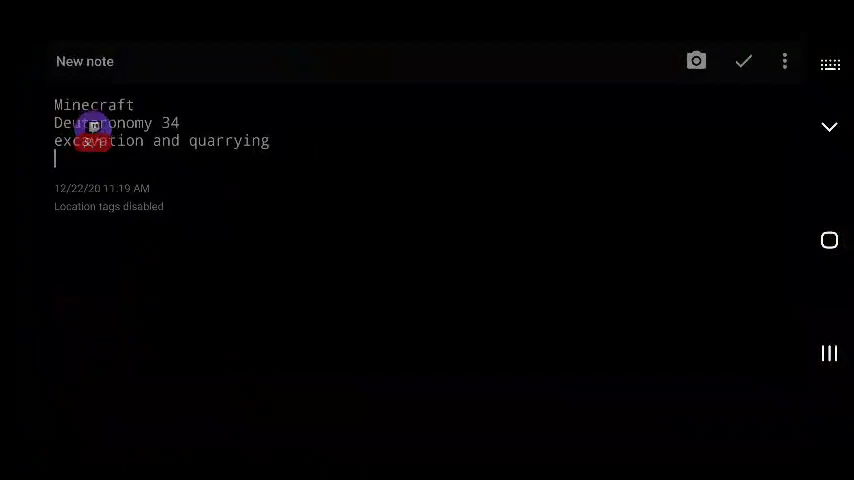 New note
Minecraft
Deuteronomy 34
excavation and quarrying
12/22/20 11:19 AM
Location tags disabled